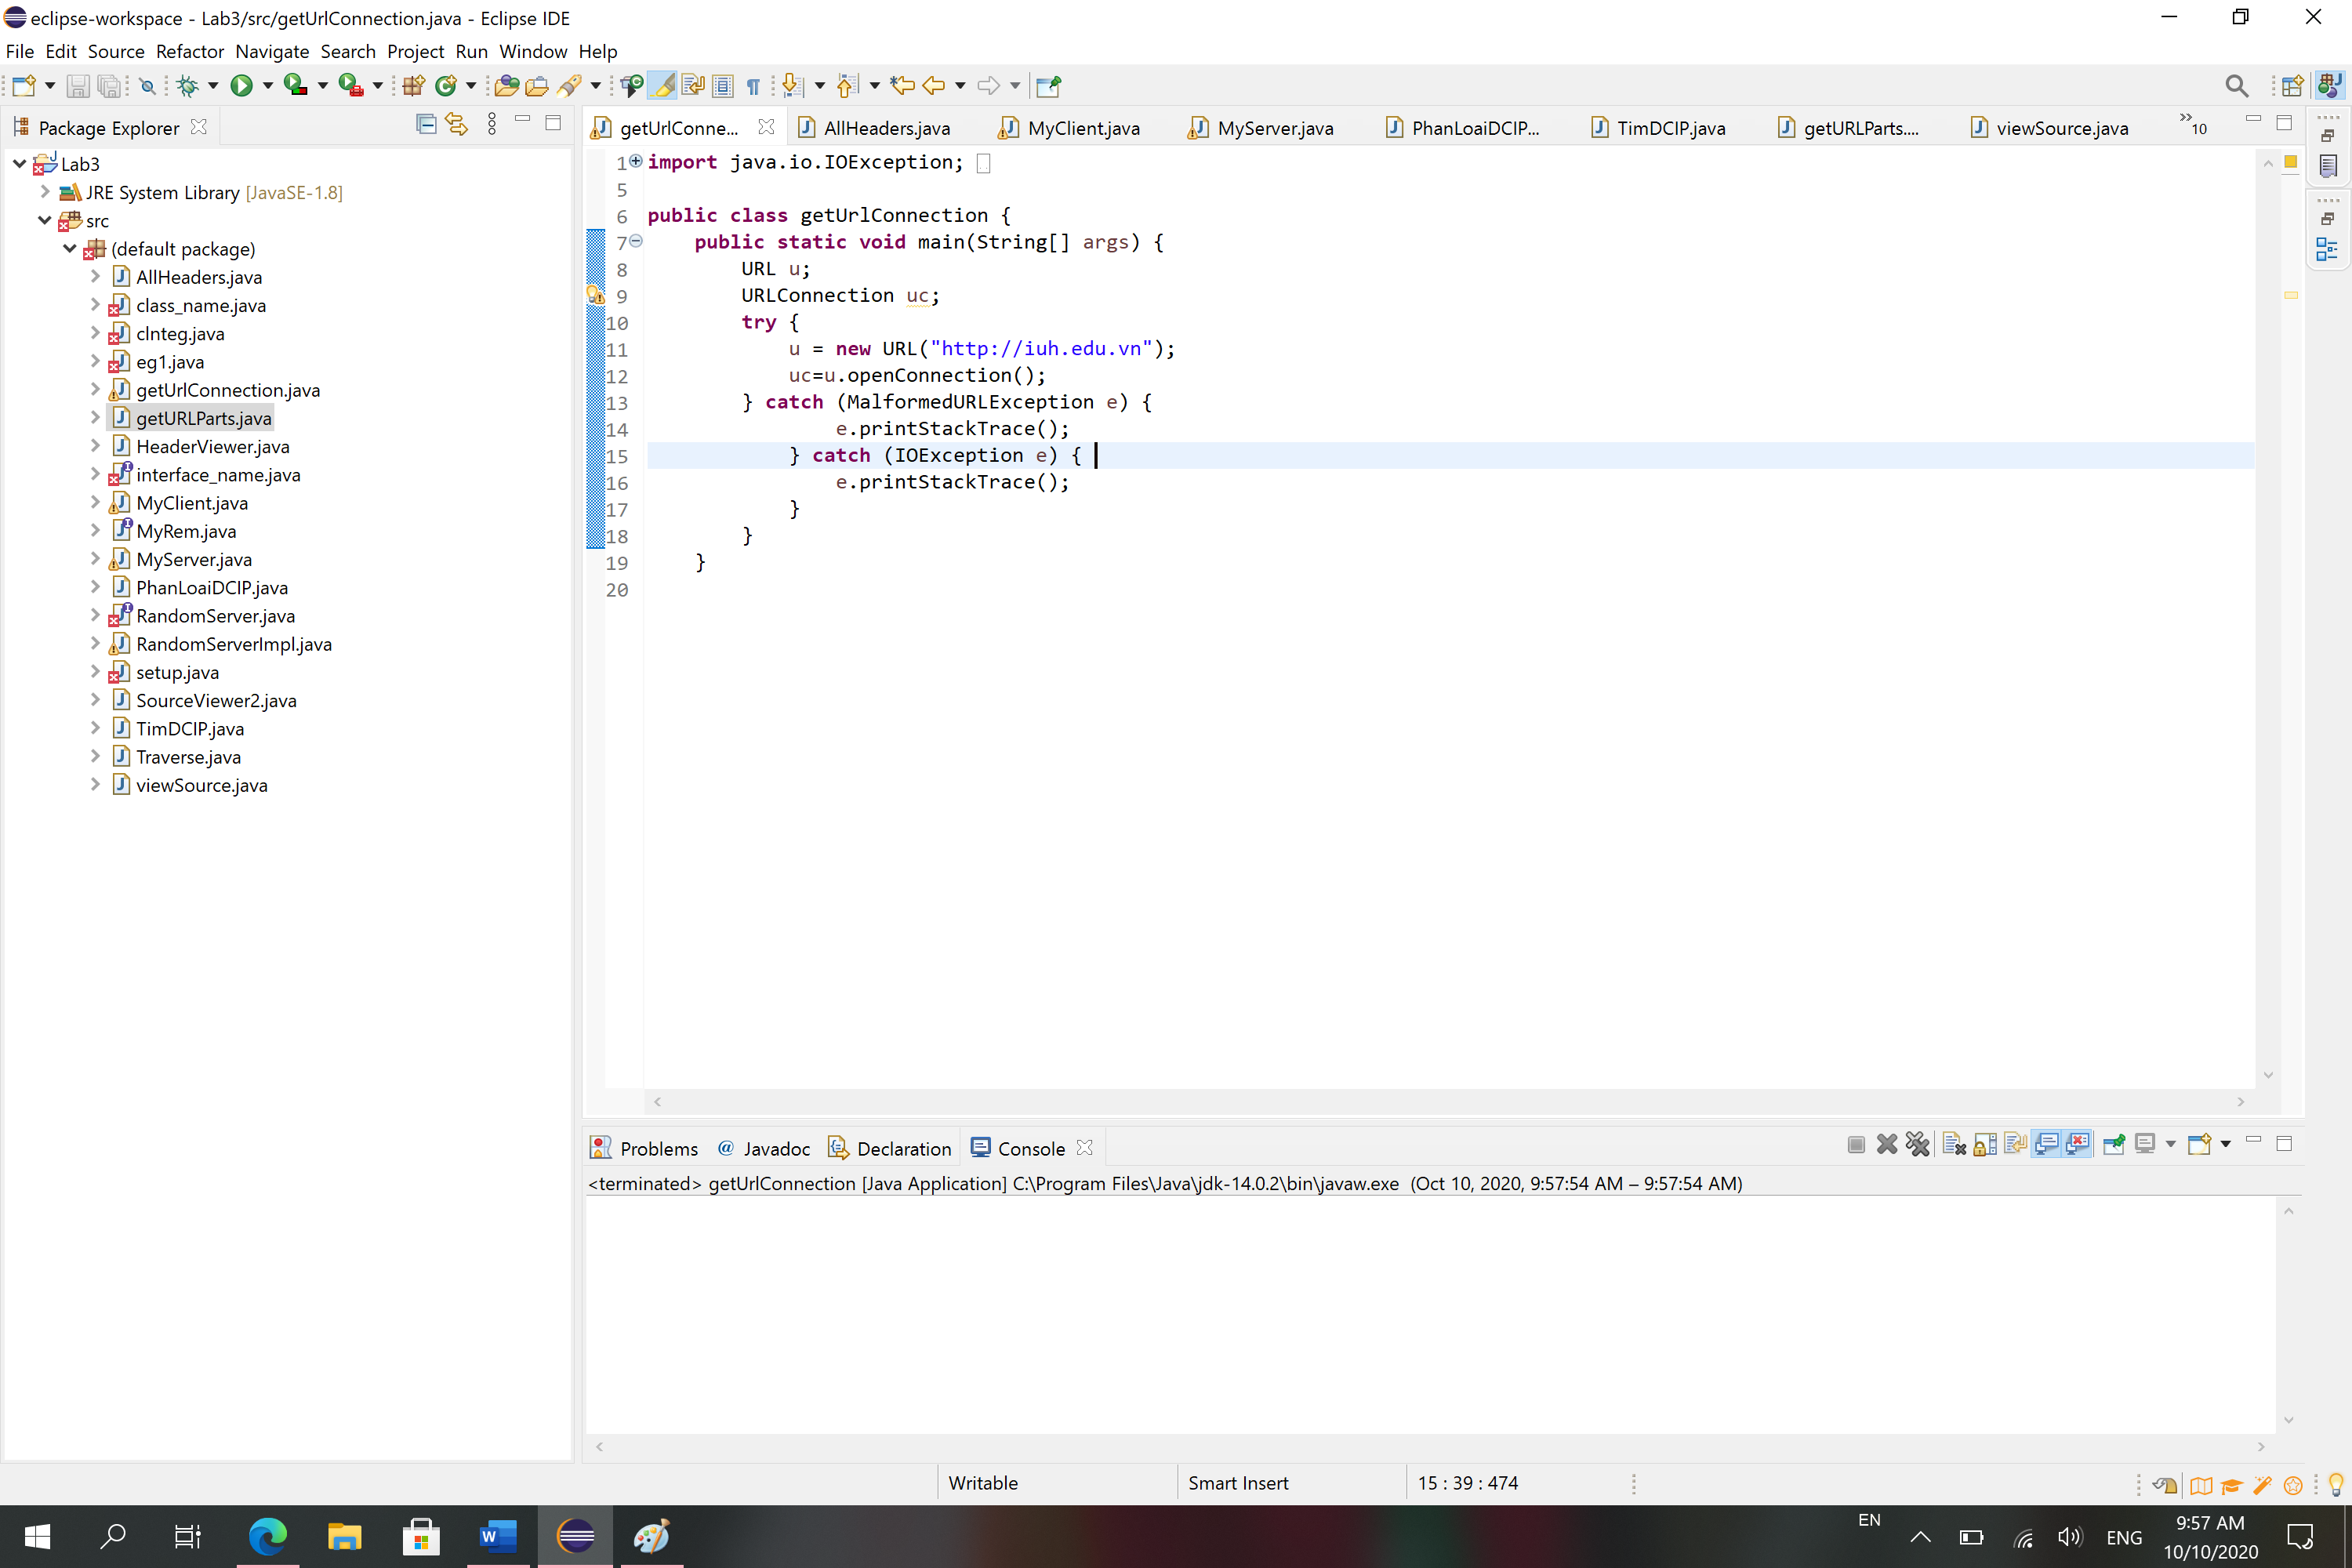 eclipse-workspace - Lab3/src/getUrlConnection.java - Eclipse IDE
File Edit Source Refactor Navigate Search Project Run Window Help
Package Explorer
getUrlConne... AllHeaders.java MyClient.java MyServer.java PhanLoaiDCIP... TimDCIP.java getURLParts.... viewSource.java »10
Lab3
JRE System Library [JavaSE-1.8]
src
(default package)
AllHeaders.java
class_name.java
clnteg.java
eg1.java
getUrlConnection.java
getURLParts.java
HeaderViewer.java
interface_name.java
MyClient.java
MyRem.java
MyServer.java
PhanLoaiDCIP.java
RandomServer.java
RandomServerImpl.java
setup.java
SourceViewer2.java
TimDCIP.java
Traverse.java
viewSource.java
1 import java.io.IOException;
5
6 public class getUrlConnection {
7     public static void main(String[] args) {
8         URL u;
9         URLConnection uc;
10         try {
11             u = new URL("http://iuh.edu.vn");
12             uc=u.openConnection();
13         } catch (MalformedURLException e) {
14                 e.printStackTrace();
15             } catch (IOException e) {
16                 e.printStackTrace();
17             }
18         }
19     }
20
Problems @ Javadoc Declaration Console
<terminated> getUrlConnection [Java Application] C:\Program Files\Java\jdk-14.0.2\bin\javaw.exe (Oct 10, 2020, 9:57:54 AM – 9:57:54 AM)
Writable Smart Insert 15 : 39 : 474
EN
ENG
9:57 AM
10/10/2020